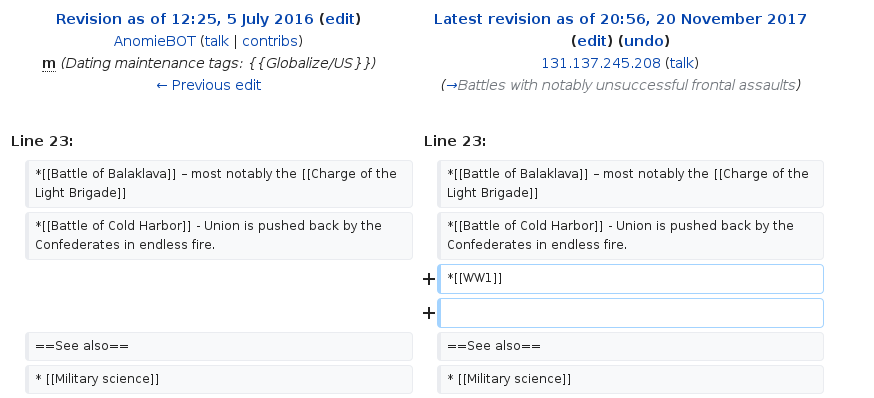 Revision as of 12:25, 5 July 2016 (edit)
AnomieBOT (talk | contribs)
m (Dating maintenance tags: {{Globalize/US}})
← Previous edit
Latest revision as of 20:56, 20 November 2017
(edit) (undo)
131.137.245.208 (talk)
(→Battles with notably unsuccessful frontal assaults)
Line 23:
Line 23:
*[[Battle of Balaklava]] – most notably the [[Charge of the
Light Brigade]]
*[[Battle of Balaklava]] – most notably the [[Charge of the
Light Brigade]]
*[[Battle of Cold Harbor]] - Union is pushed back by the
Confederates in endless fire.
*[[Battle of Cold Harbor]] - Union is pushed back by the
Confederates in endless fire.
+ *[[WW1]]
+
==See also==
==See also==
* [[Military science]]
* [[Military science]]